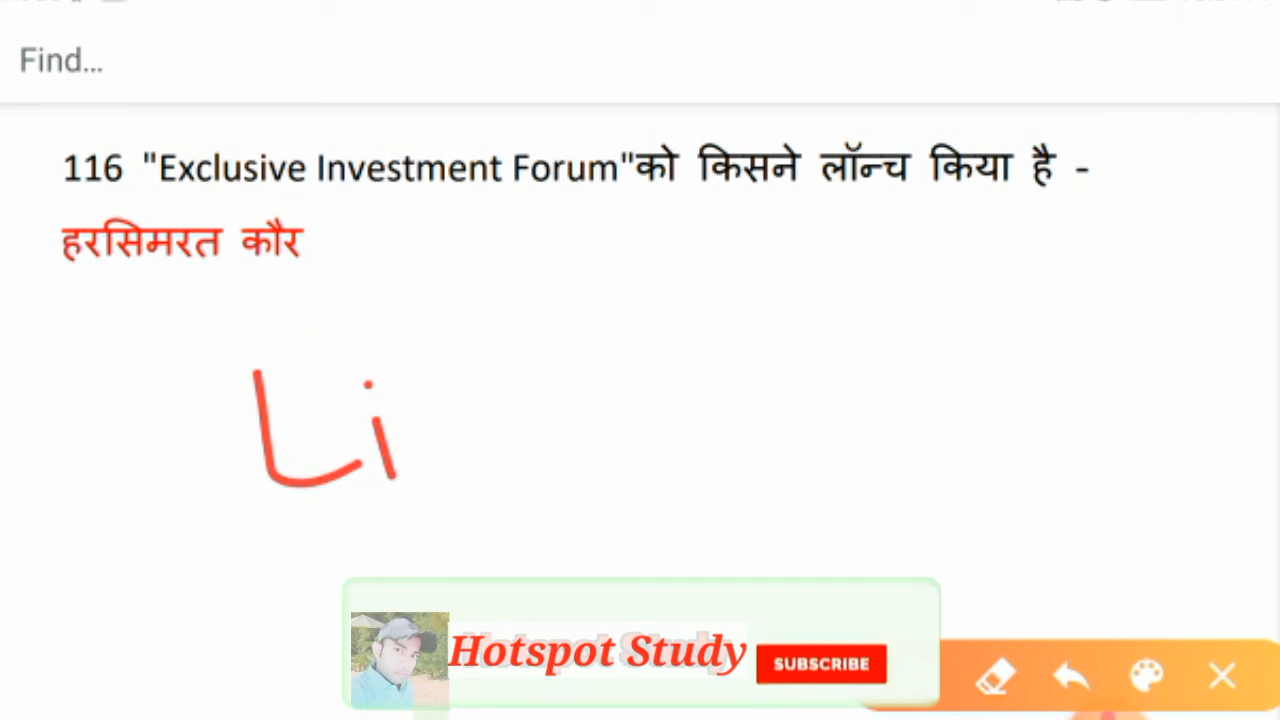 Find...
116 "Exclusive Investment Forum"को किसने लॉन्च किया है -
हरसिमरत कौर
Li
Hotspot Study
SUBSCRIBE